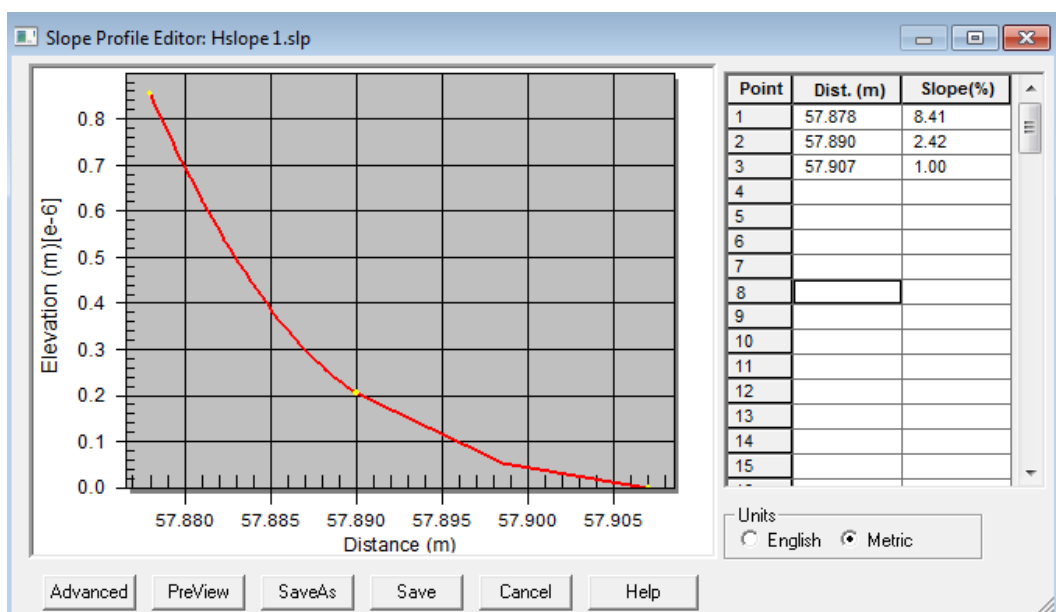 Slope Profile Editor: Hslope 1.slp
Elevation (m)[e-6]
0.8
0.7
0.6
0.5
0.4
0.3
0.2
0.1
0.0
57.880 57.885 57.890 57.895 57.900 57.905
Distance (m)
Point Dist. (m) Slope(%)
1 57.878 8.41
2 57.890 2.42
3 57.907 1.00
4
5
6
7
8
9
10
11
12
13
14
15
Units
English Metric
Advanced PreView SaveAs Save Cancel Help